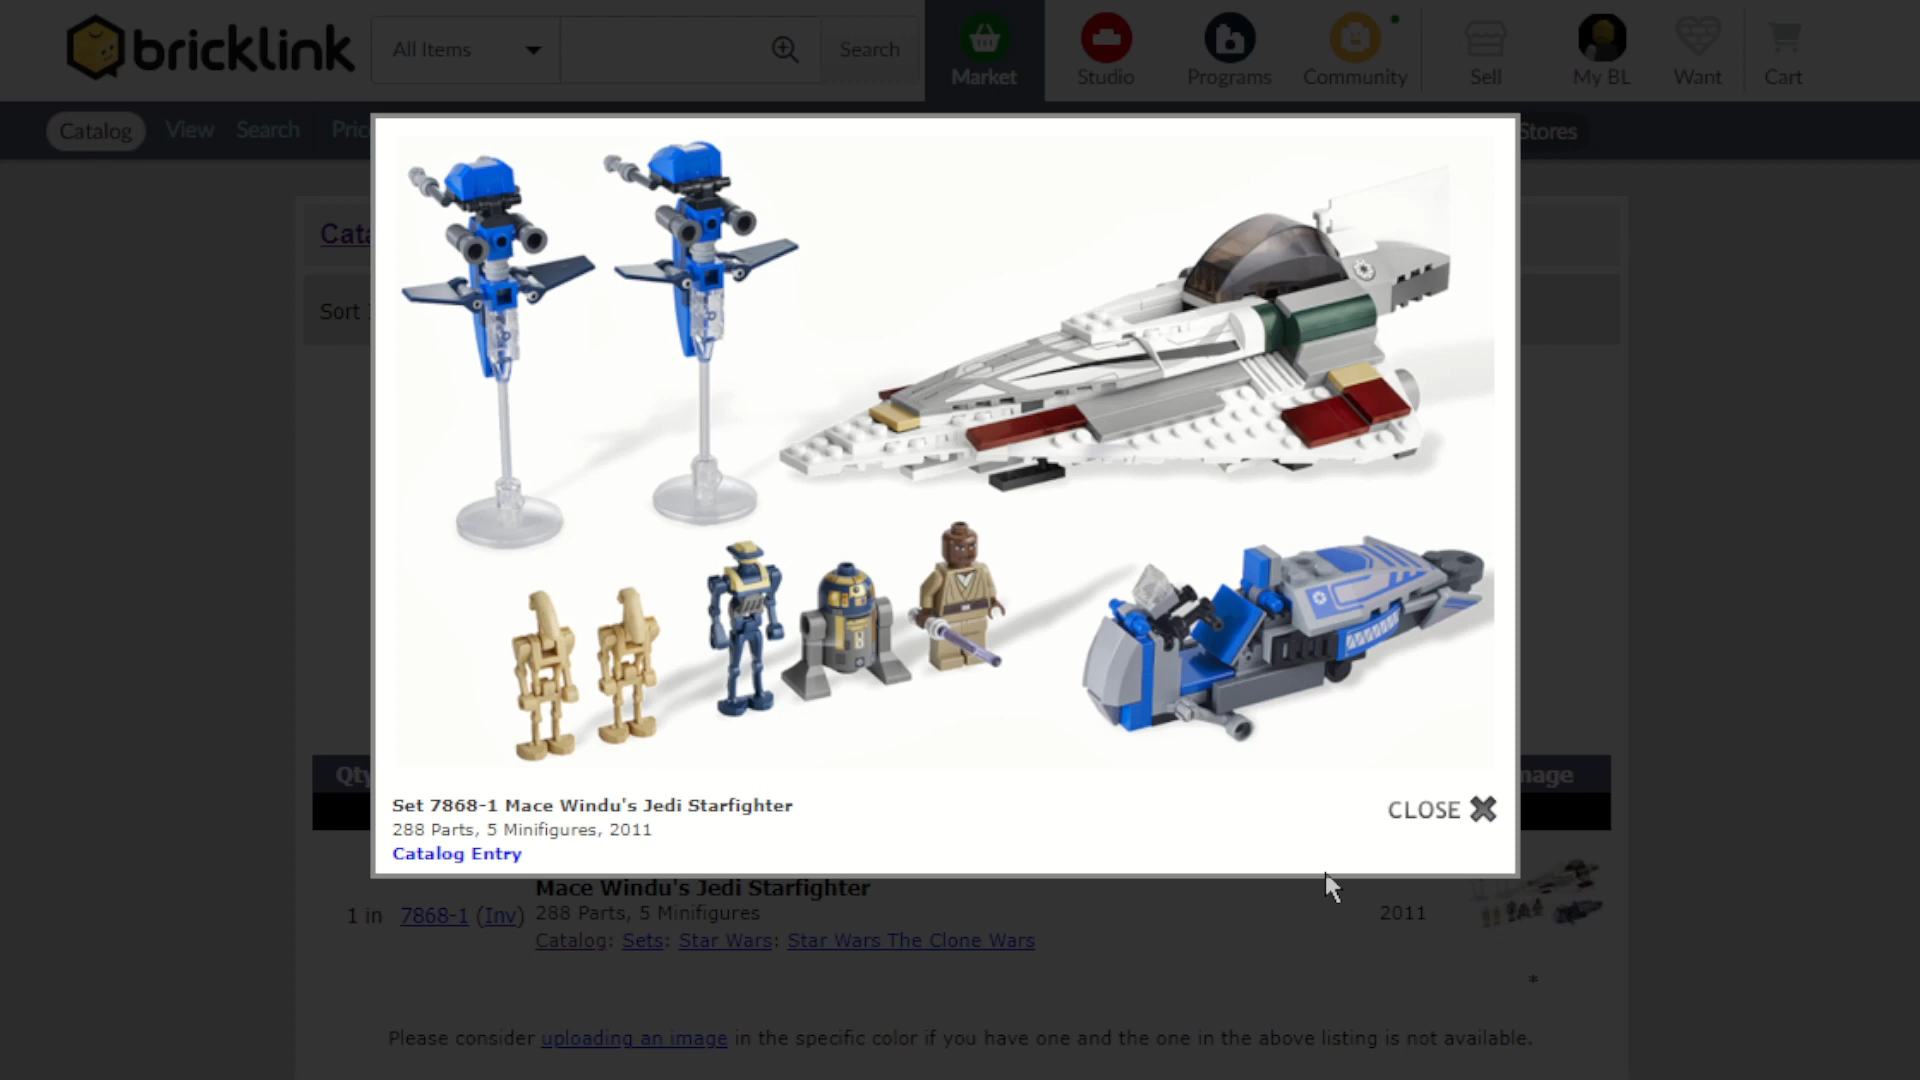 bricklink
All Items
Search
Market
Studio
Programs
Community
Sell
My BL
Want
Cart
Catalog
View
Search
Stores
Sort
Set 7868-1 Mace Windu's Jedi Starfighter
288 Parts, 5 Minifigures, 2011
Catalog Entry
CLOSE
Mace Windu's Jedi Starfighter
1 in 7868-1 (Inv) 288 Parts, 5 Minifigures 2011
Catalog: Sets: Star Wars: Star Wars The Clone Wars
*
Please consider uploading an image in the specific color if you have one and the one in the above listing is not available.